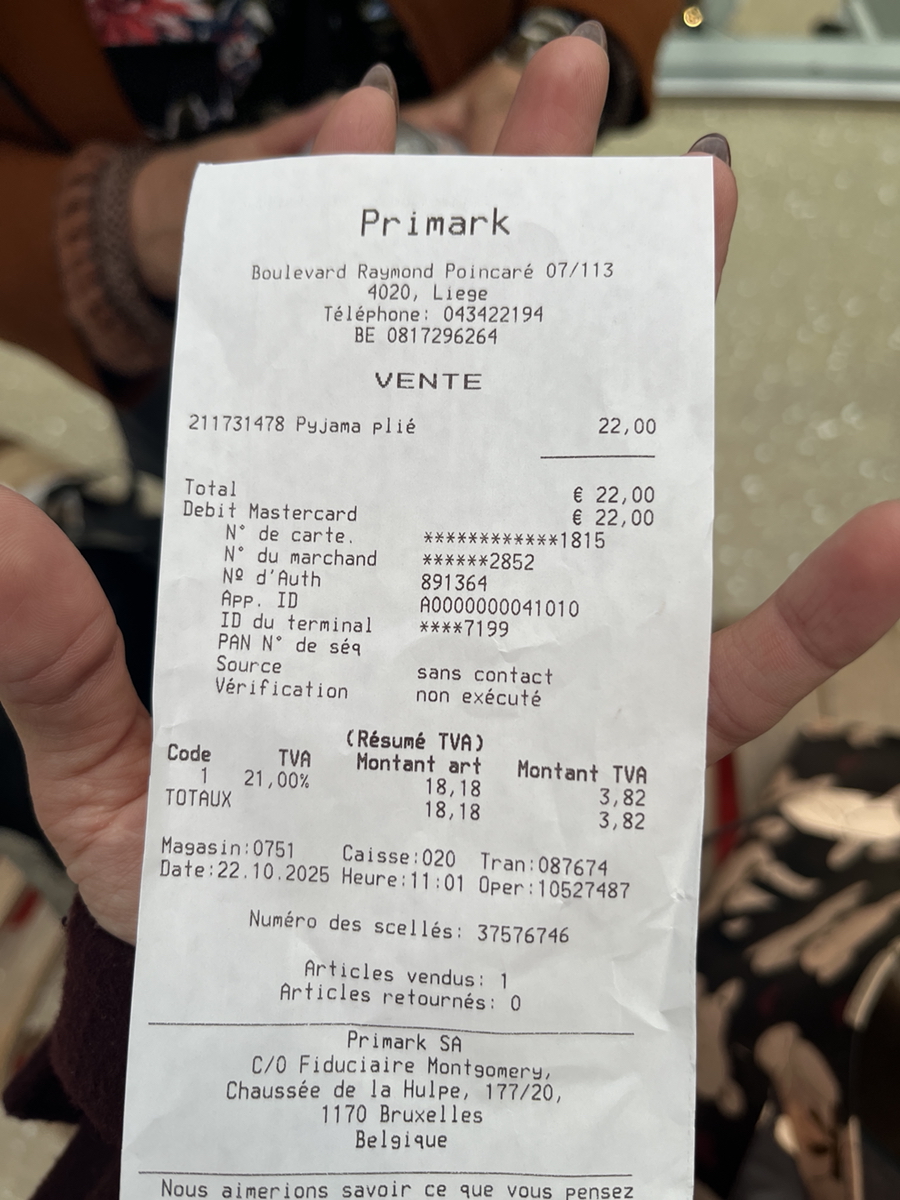 Primark
Boulevard Raymond Poincaré 07/113
4020, Liege
Téléphone: 043422194
BE 0817296264
VENTE
211731478 Pyjama plié 22,00
Total € 22,00
Debit Mastercard € 22,00
N° de carte. ************1815
N° du marchand ******2852
Nº d'Auth 891364
App. ID A0000000041010
ID du terminal ****7199
PAN N° de séq
Source sans contact
Vérification non exécuté
(Résumé TVA)
Code TVA Montant art Montant TVA
1 21,00% 18,18 3,82
TOTAUX 18,18 3,82
Magasin:0751 Caisse:020 Tran:087674
Date:22.10.2025 Heure:11:01 Oper:10527487
Numéro des scellés: 37576746
Articles vendus: 1
Articles retournés: 0
Primark SA
C/O Fiduciaire Montgomery,
Chaussée de la Hulpe, 177/20,
1170 Bruxelles
Belgique
Nous aimerions savoir ce que vous pensez